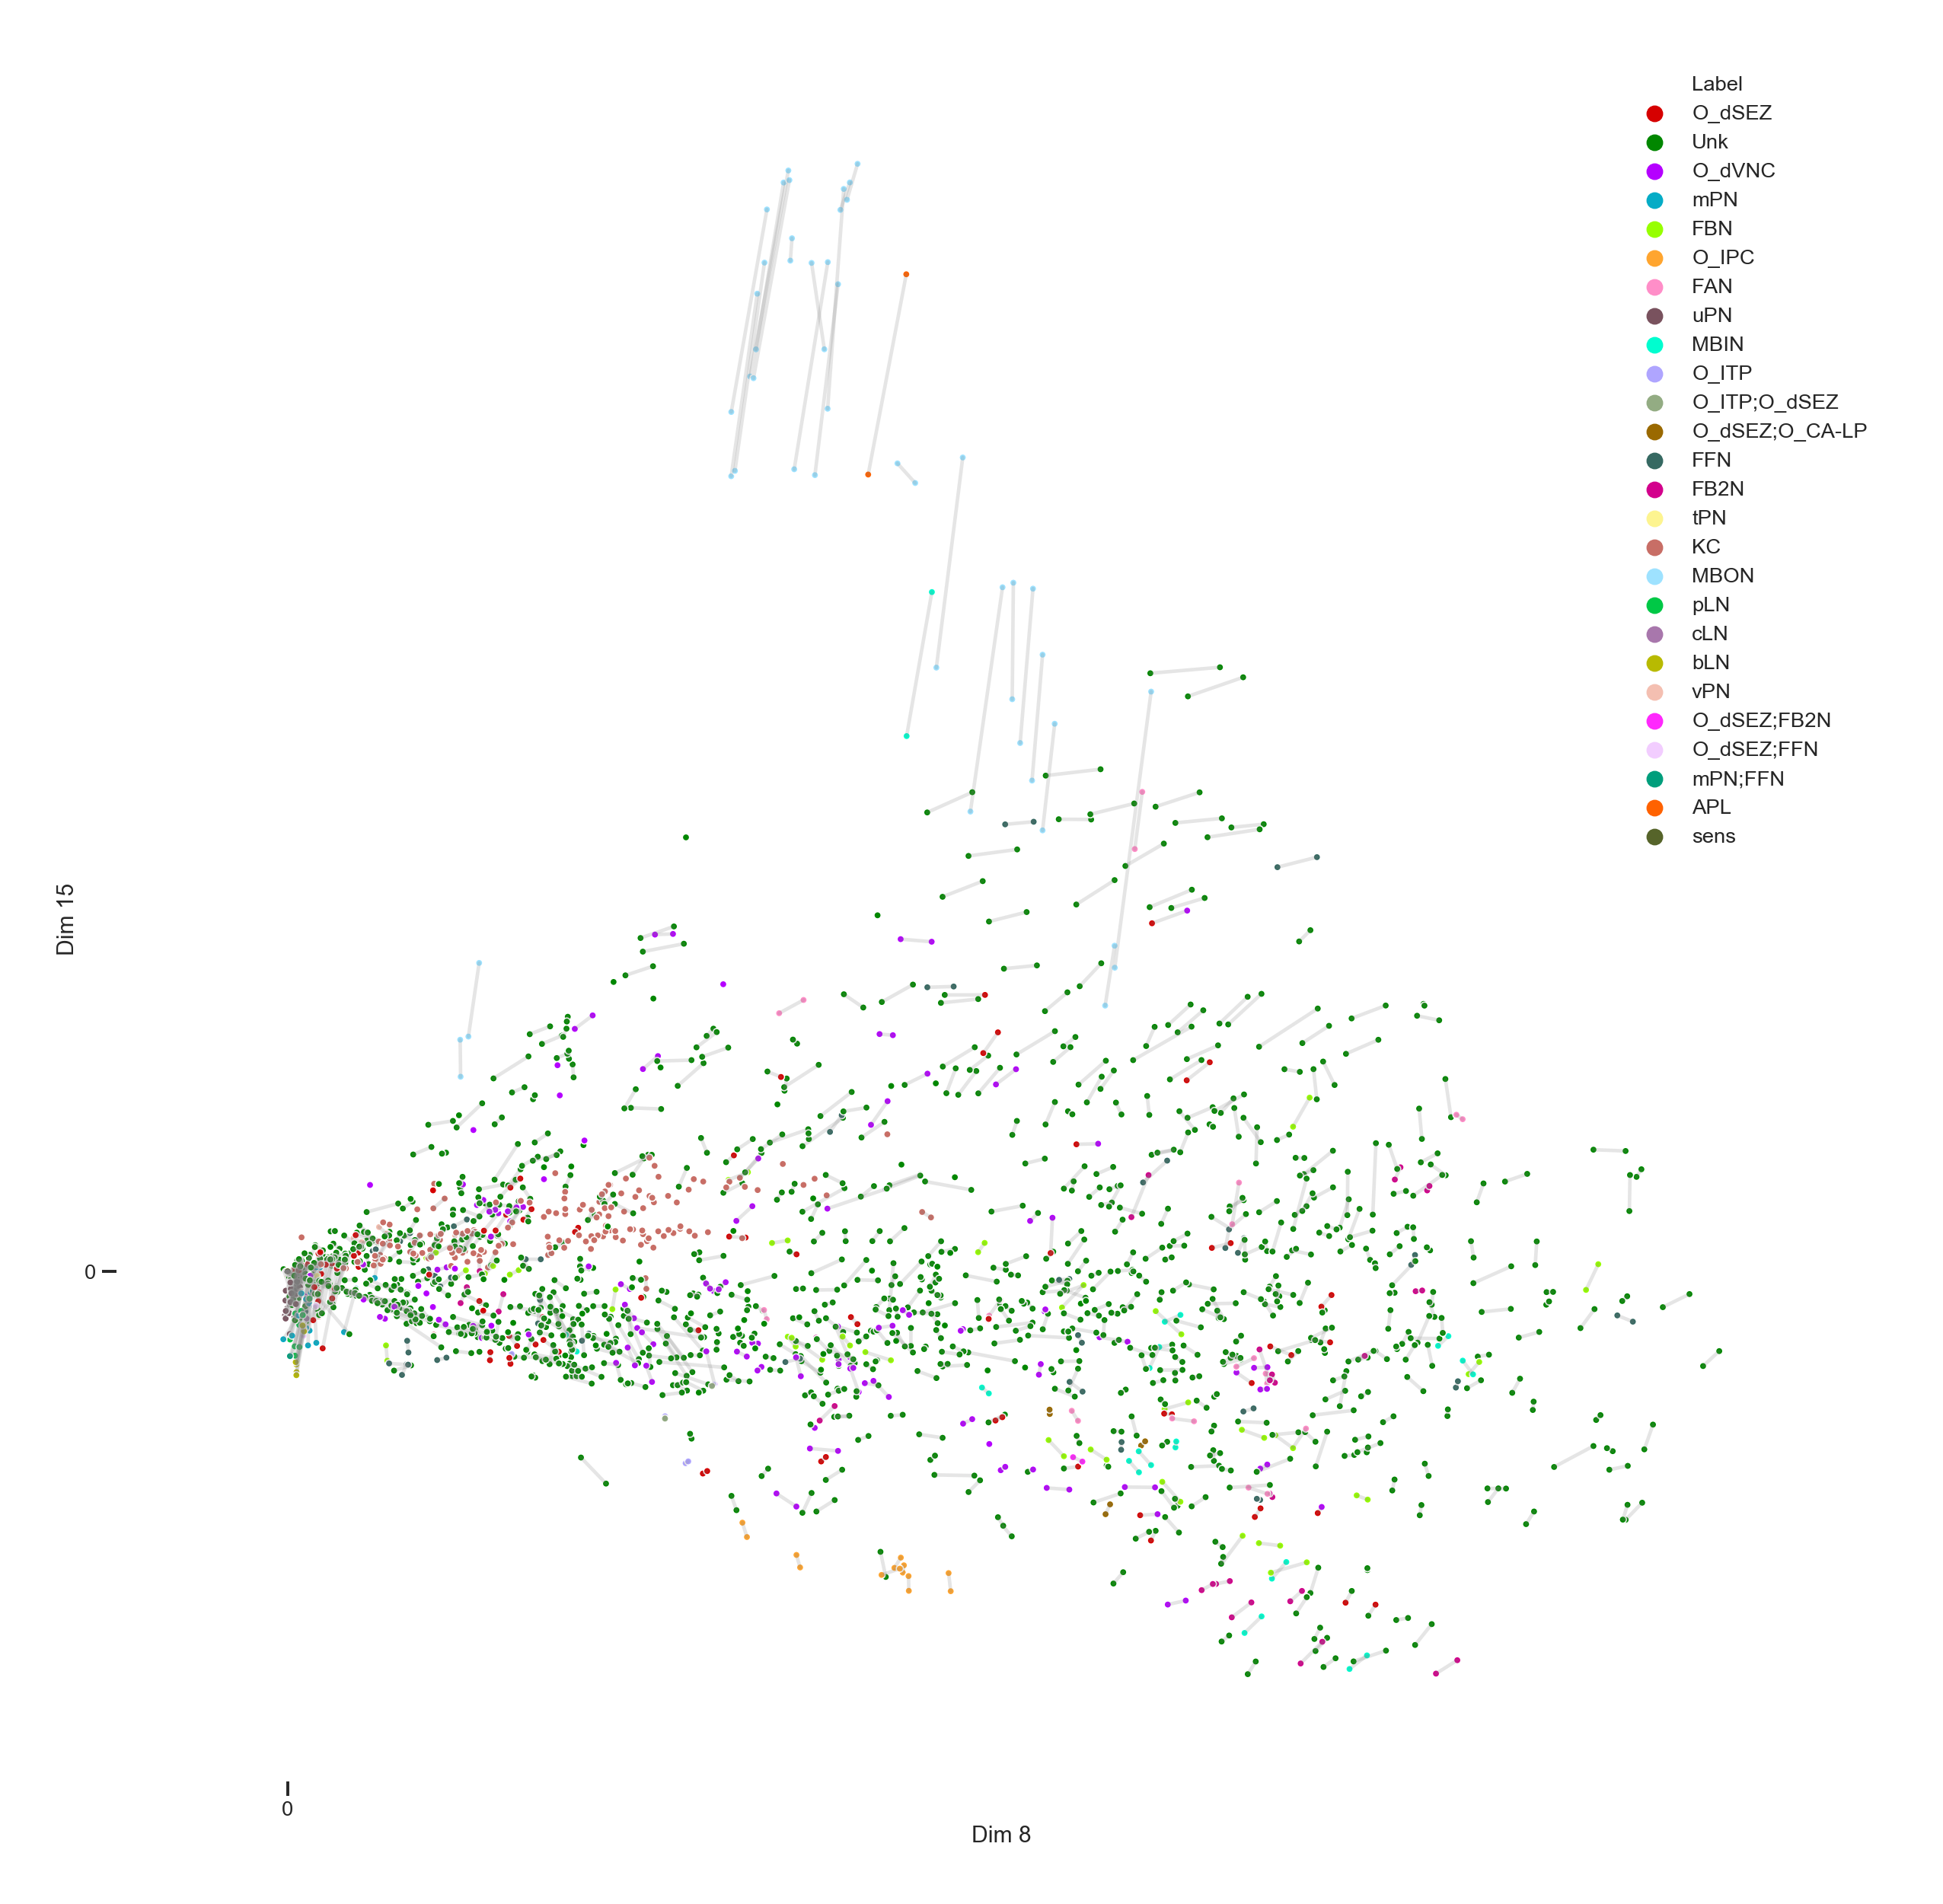 Label
O_dSEZ
Unk
O_dVNC
mPN
FBN
O_IPC
FAN
uPN
MBIN
O_ITP
O_ITP;O_dSEZ
O_dSEZ;O_CA-LP
FFN
FB2N
tPN
KC
MBON
pLN
cLN
bLN
vPN
O_dSEZ;FB2N
O_dSEZ;FFN
mPN;FFN
APL
sens
Dim 15
0
0
Dim 8